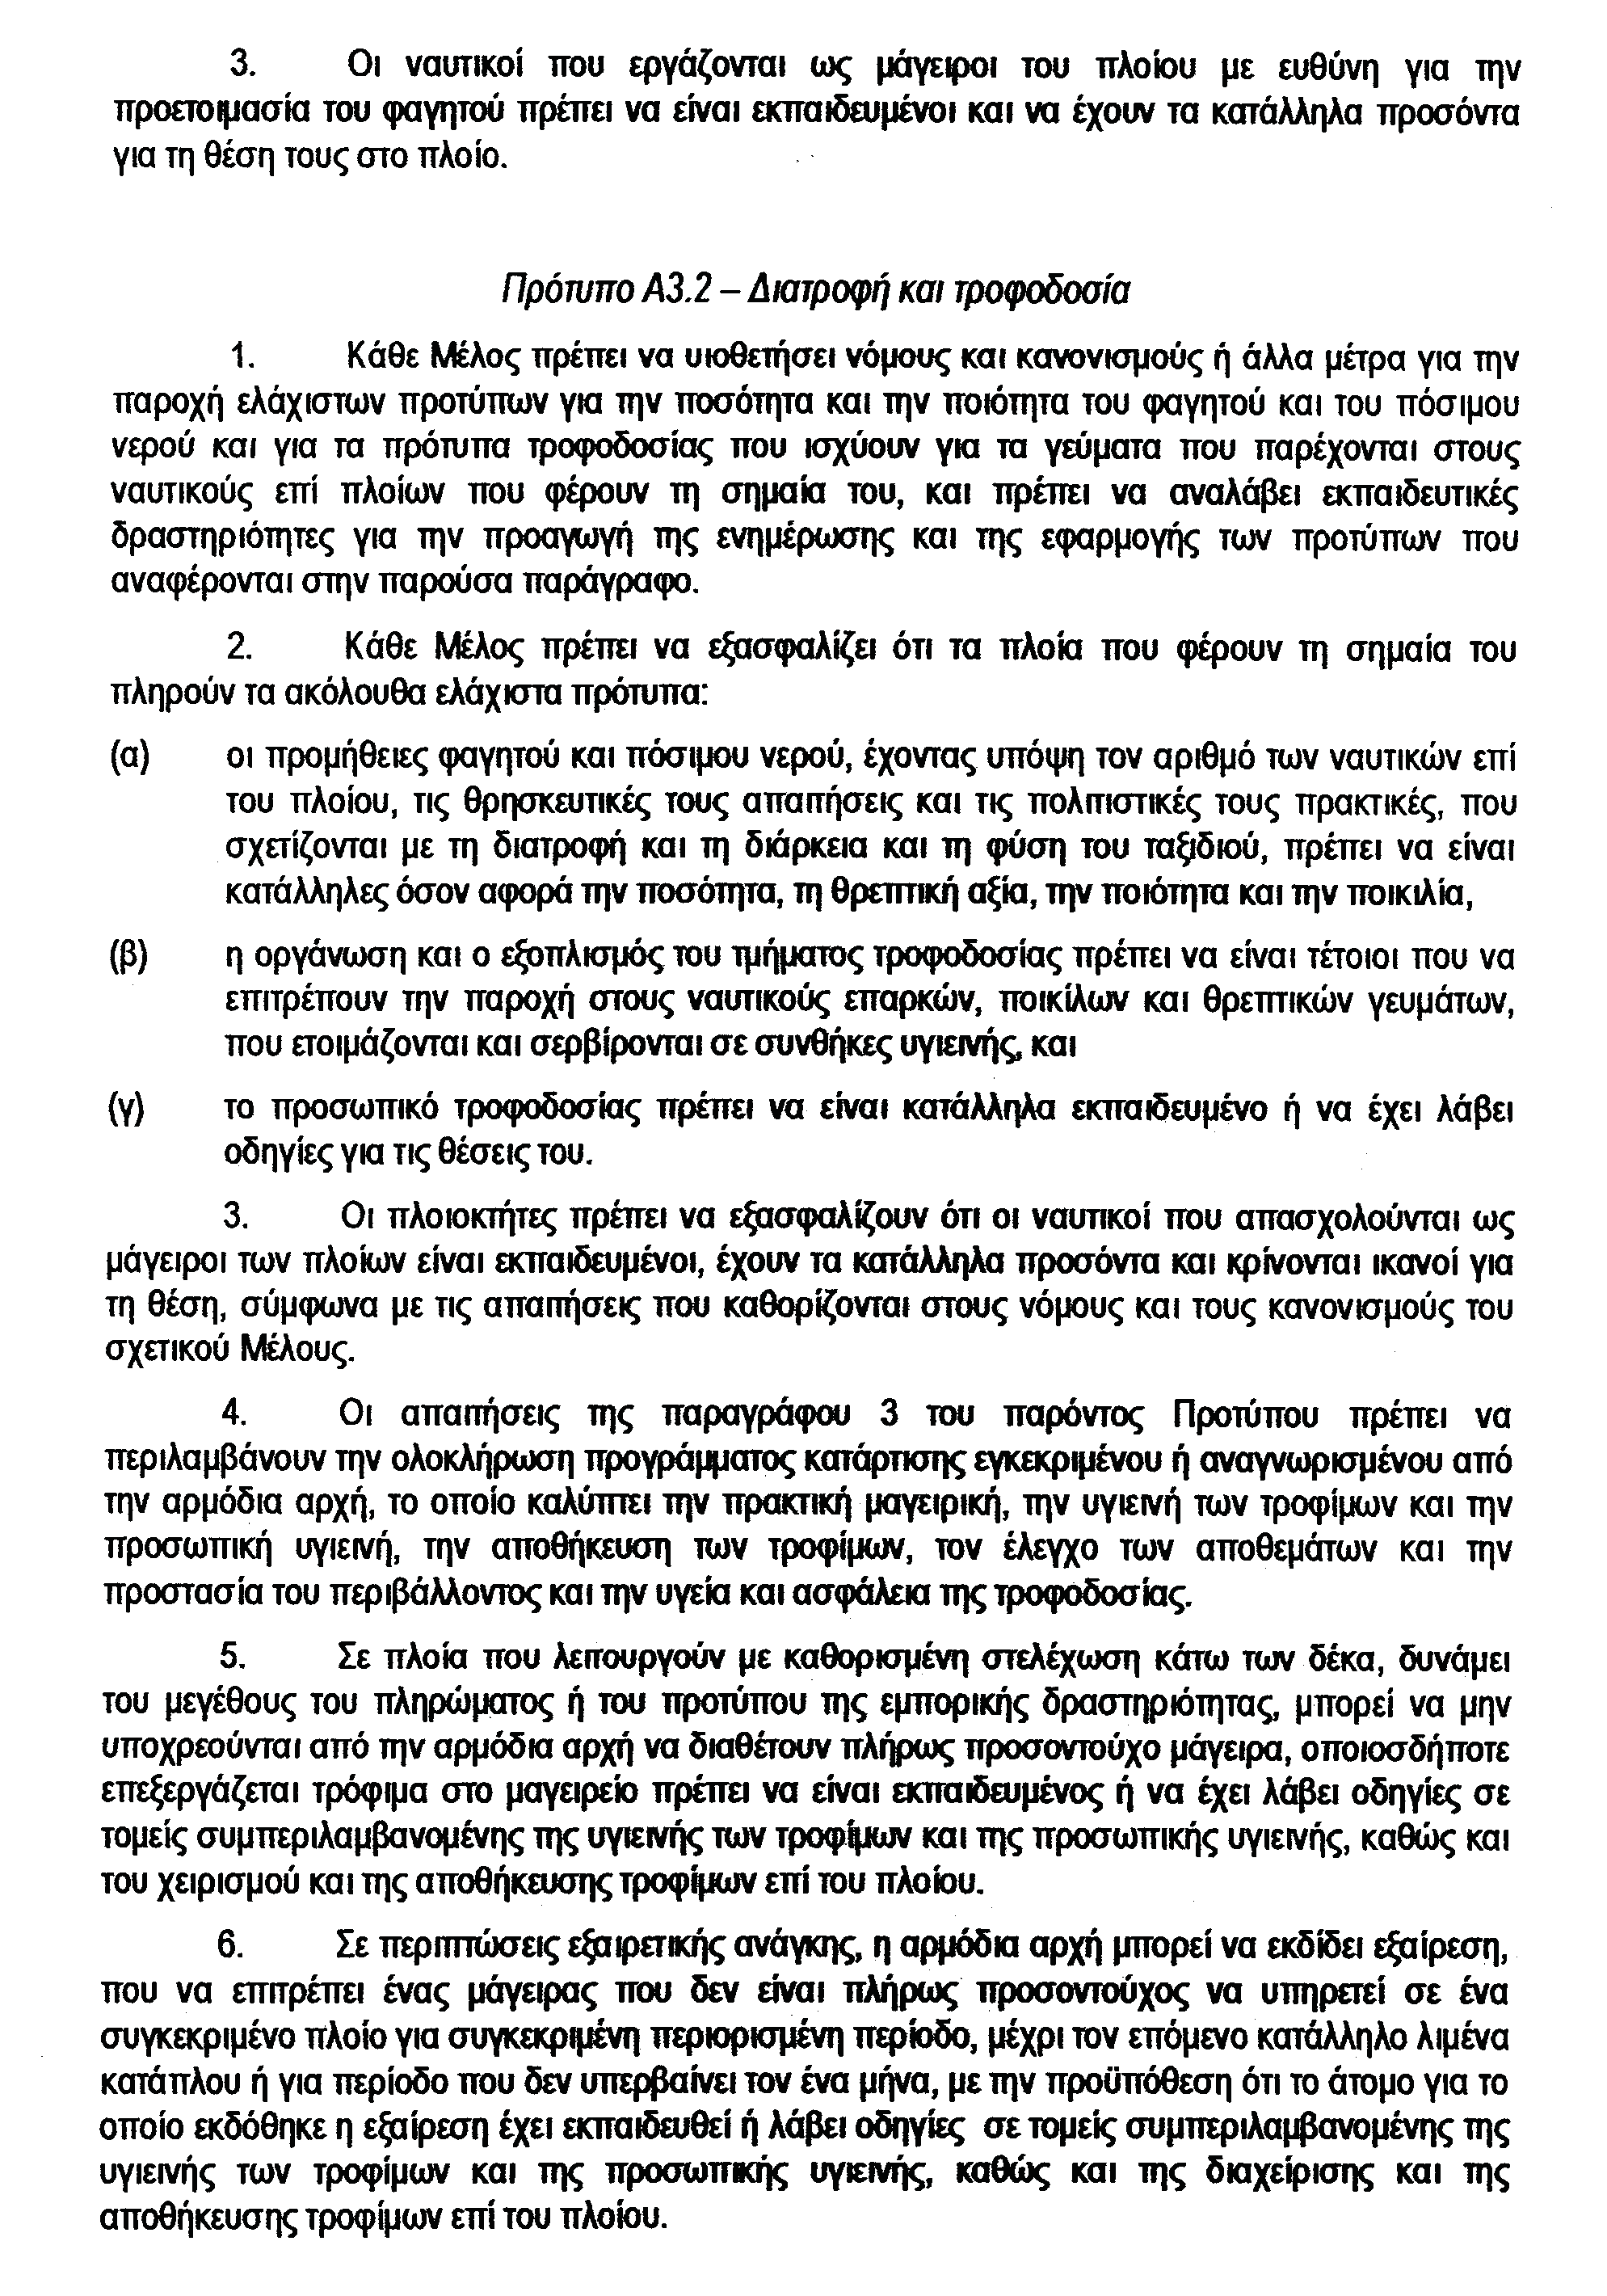 3. Οι ναυτικοί που εργάζονται ως μάγειροι του πλοίου με ευθύνη για την
προετοιμασία του φαγητού πρέπει να είναι εκπαιδευμένοι και να έχουν τα κατάλληλα προσόντα
για τη θέση τους στο πλοίο.
Πρότυπο Α3.2 – Διατροφή και τροφοδοσία
1. Κάθε Μέλος πρέπει να υιοθετήσει νόμους και κανονισμούς ή άλλα μέτρα για την
παροχή ελάχιστων προτύπων για την ποσότητα και την ποιότητα του φαγητού και του πόσιμου
νερού και για τα πρότυπα τροφοδοσίας που ισχύουν για τα γεύματα που παρέχονται στους
ναυτικούς επί πλοίων που φέρουν τη σημαία του, και πρέπει να αναλάβει εκπαιδευτικές
δραστηριότητες για την προαγωγή της ενημέρωσης και της εφαρμογής των προτύπων που
αναφέρονται στην παρούσα παράγραφο.
2. Κάθε Μέλος πρέπει να εξασφαλίζει ότι τα πλοία που φέρουν τη σημαία του
πληρούν τα ακόλουθα ελάχιστα πρότυπα:
(α) οι προμήθειες φαγητού και πόσιμου νερού, έχοντας υπόψη τον αριθμό των ναυτικών επί
του πλοίου, τις θρησκευτικές τους απαιτήσεις και τις πολιτιστικές τους πρακτικές, που
σχετίζονται με τη διατροφή και τη διάρκεια και τη φύση του ταξιδιού, πρέπει να είναι
κατάλληλες όσον αφορά την ποσότητα, τη θρεπτική αξία, την ποιότητα και την ποικιλία,
(β) η οργάνωση και ο εξοπλισμός του τμήματος τροφοδοσίας πρέπει να είναι τέτοιοι που να
επιτρέπουν την παροχή στους ναυτικούς επαρκών, ποικίλων και θρεπτικών γευμάτων,
που ετοιμάζονται και σερβίρονται σε συνθήκες υγιεινής, και
(γ) το προσωπικό τροφοδοσίας πρέπει να είναι κατάλληλα εκπαιδευμένο ή να έχει λάβει
οδηγίες για τις θέσεις του.
3. Οι πλοιοκτήτες πρέπει να εξασφαλίζουν ότι οι ναυτικοί που απασχολούνται ως
μάγειροι των πλοίων είναι εκπαιδευμένοι, έχουν τα κατάλληλα προσόντα και κρίνονται ικανοί για
τη θέση, σύμφωνα με τις απαιτήσεις που καθορίζονται στους νόμους και τους κανονισμούς του
σχετικού Μέλους.
4. Οι απαιτήσεις της παραγράφου 3 του παρόντος Προτύπου πρέπει να
περιλαμβάνουν την ολοκλήρωση προγράμματος κατάρτισης εγκεκριμένου ή αναγνωρισμένου από
την αρμόδια αρχή, το οποίο καλύπτει την πρακτική μαγειρική, την υγιεινή των τροφίμων και την
προσωπική υγιεινή, την αποθήκευση των τροφίμων, τον έλεγχο των αποθεμάτων και την
προστασία του περιβάλλοντος και την υγεία και ασφάλεια της τροφοδοσίας.
5. Σε πλοία που λειτουργούν με καθορισμένη στελέχωση κάτω των δέκα, δυνάμει
του μεγέθους του πληρώματος ή του προτύπου της εμπορικής δραστηριότητας, μπορεί να μην
υποχρεούνται από την αρμόδια αρχή να διαθέτουν πλήρως προσοντούχο μάγειρα, οποιοσδήποτε
επεξεργάζεται τρόφιμα στο μαγειρείο πρέπει να είναι εκπαιδευμένος ή να έχει λάβει οδηγίες σε
τομείς συμπεριλαμβανομένης της υγιεινής των τροφίμων και της προσωπικής υγιεινής, καθώς και
του χειρισμού και της αποθήκευσης τροφίμων επί του πλοίου.
6. Σε περιπτώσεις εξαιρετικής ανάγκης, η αρμόδια αρχή μπορεί να εκδίδει εξαίρεση,
που να επιτρέπει ένας μάγειρας που δεν είναι πλήρως προσοντούχος να υπηρετεί σε ένα
συγκεκριμένο πλοίο για συγκεκριμένη περιορισμένη περίοδο, μέχρι τον επόμενο κατάλληλο λιμένα
κατάπλου ή για περίοδο που δεν υπερβαίνει τον ένα μήνα, με την προϋπόθεση ότι το άτομο για το
οποίο εκδόθηκε η εξαίρεση έχει εκπαιδευθεί ή λάβει οδηγίες σε τομείς συμπεριλαμβανομένης της
υγιεινής των τροφίμων και της προσωπικής υγιεινής, καθώς και της διαχείρισης και της
αποθήκευσης τροφίμων επί του πλοίου.